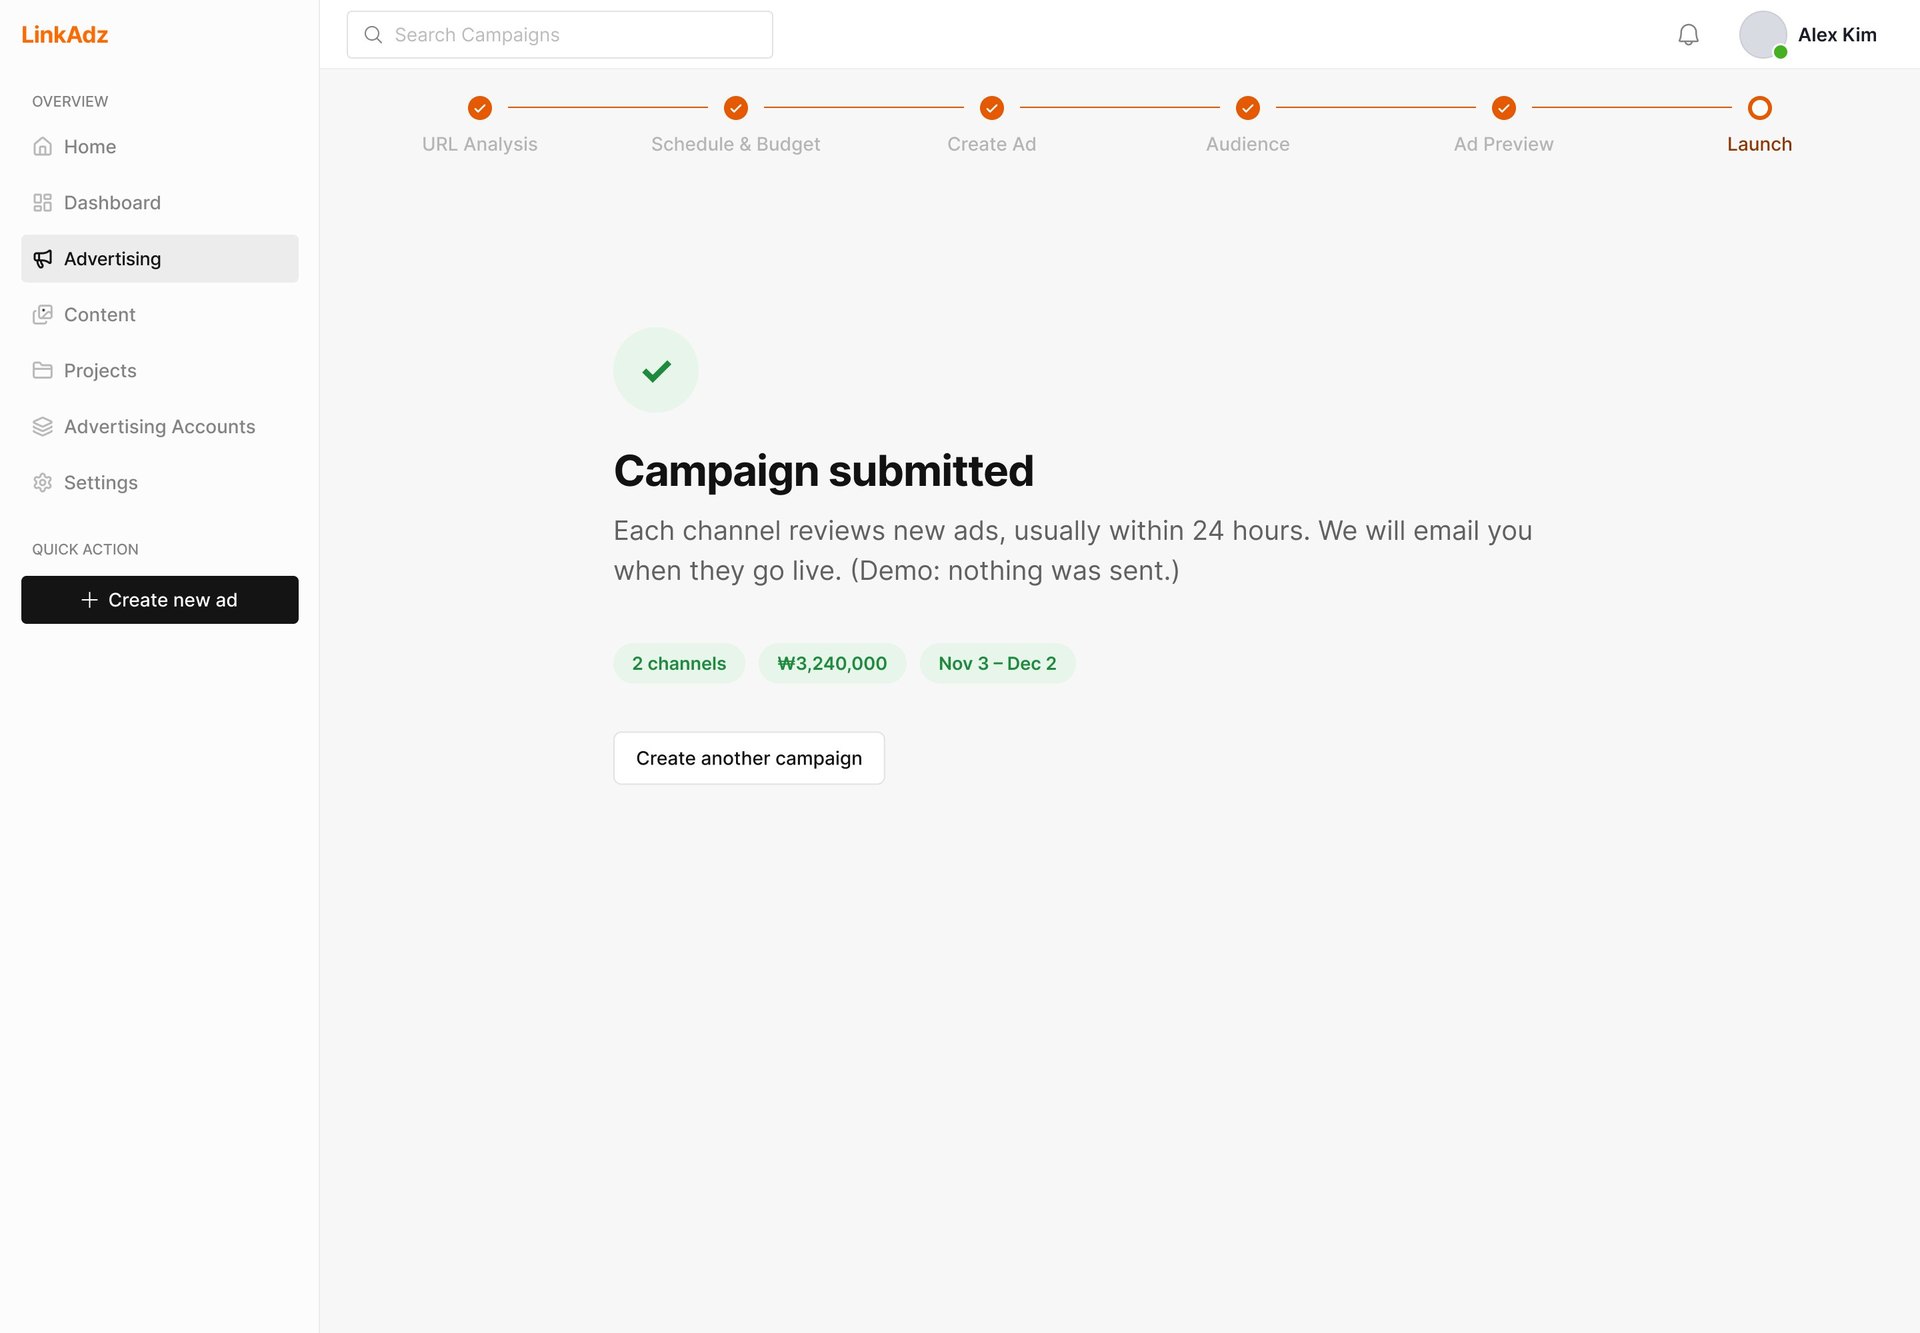 LinkAdz
Search Campaigns
Alex Kim
OVERVIEW
Home
Dashboard
Advertising
Content
Projects
Advertising Accounts
Settings
QUICK ACTION
Create new ad
URL Analysis
Schedule & Budget
Create Ad
Audience
Ad Preview
Launch
Campaign submitted
Each channel reviews new ads, usually within 24 hours. We will email you
when they go live. (Demo: nothing was sent.)
2 channels
₩3,240,000
Nov 3 – Dec 2
Create another campaign